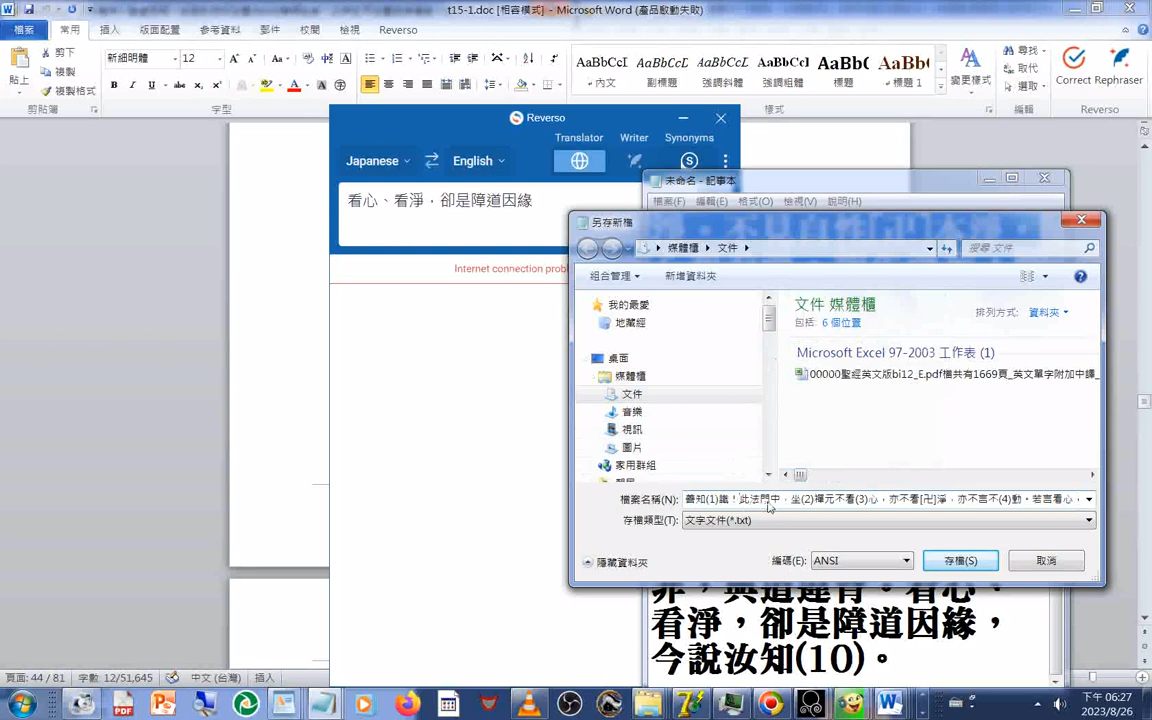 t15-1.doc [相容模式] - Microsoft Word (產品啟動失敗)
檔案 常用 插入 版面配置 參考資料 郵件 校閱 檢視 Reverso
貼上 剪下 複製 複製格式
新細明體 12
AaBbCcI AaBbCcD AaBbCcD AaBbCcI AaBb( AaBb(
內文 副標題 強調斜體 強調粗體 標題 標題 1
變更樣式 尋找 取代 選取
Correct Rephraser
剪貼簿 字型 樣式 編輯 Reverso
Reverso
Translator Writer Synonyms
Japanese English
看心、看淨，卻是障道因緣
Internet connection prob
未命名 - 記事本
檔案(F) 編輯(E) 格式(O) 檢視(V) 說明(H)
另存新檔
媒體櫃 文件 搜尋 文件
組合管理 新增資料夾
我的最愛
地藏經
桌面
媒體櫃
文件
音樂
視訊
圖片
家用群組
文件 媒體櫃
包括: 6 個位置
排列方式: 資料夾
Microsoft Excel 97-2003 工作表 (1)
00000聖經英文版bi12_E.pdf檔共有1669頁_英文單字附加中譯_
檔案名稱(N): 善知(1)識！此法門中，坐(2)禪元不看(3)心，亦不看[卍]淨，亦不言不(4)動。若言看心，
存檔類型(T): 文字文件(*.txt)
隱藏資料夾 編碼(E): ANSI 存檔(S) 取消
非，與道違背。看心、
看淨，卻是障道因緣，
今說汝知(10)。
頁面: 44 / 81 字數: 12/51,645 中文 (台灣) 插入
下午 06:27
2023/8/26